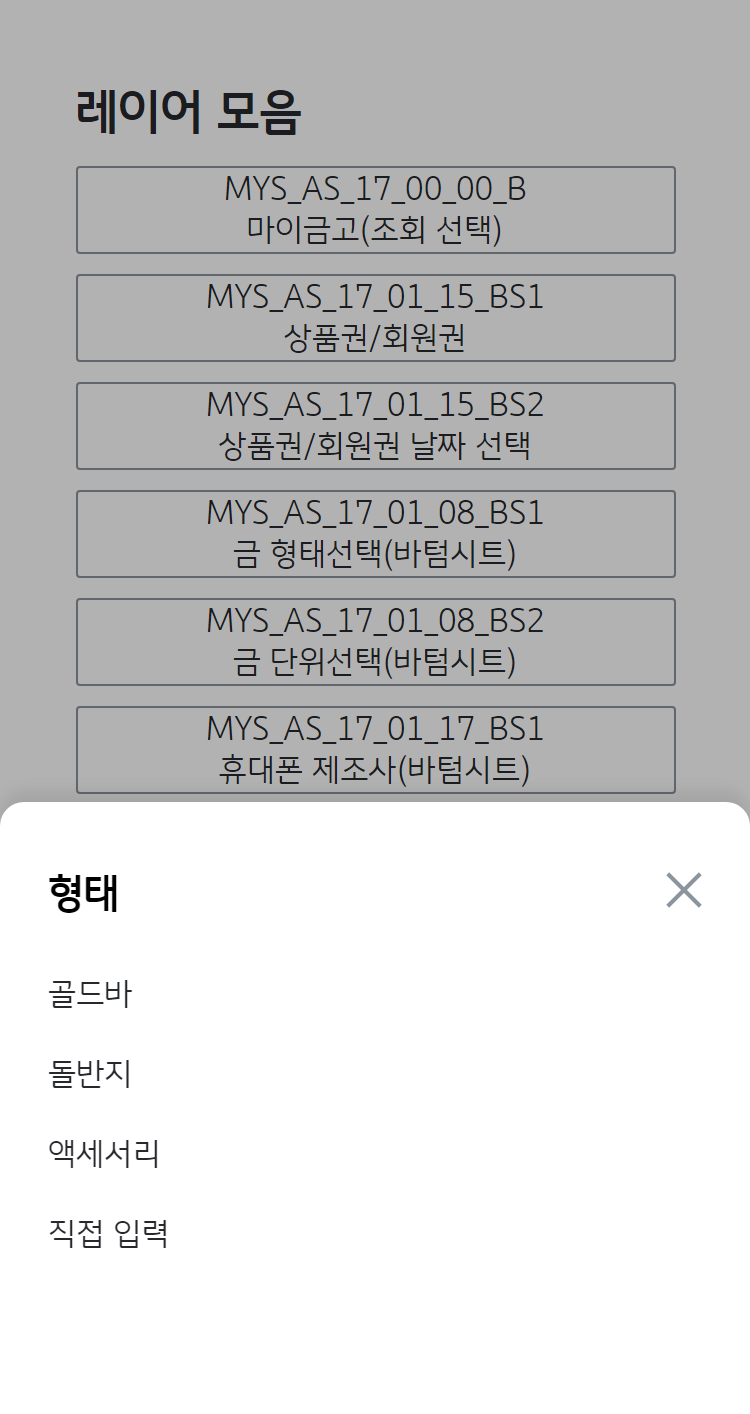 레이어 모음
MYS_AS_17_00_00_B
마이금고(조회 선택)
MYS_AS_17_01_15_BS1
상품권/회원권
MYS_AS_17_01_15_BS2
상품권/회원권 날짜 선택
MYS_AS_17_01_08_BS1
금 형태선택(바텀시트)
MYS_AS_17_01_08_BS2
금 단위선택(바텀시트)
MYS_AS_17_01_17_BS1
휴대폰 제조사(바텀시트)
형태
골드바
돌반지
액세서리
직접 입력